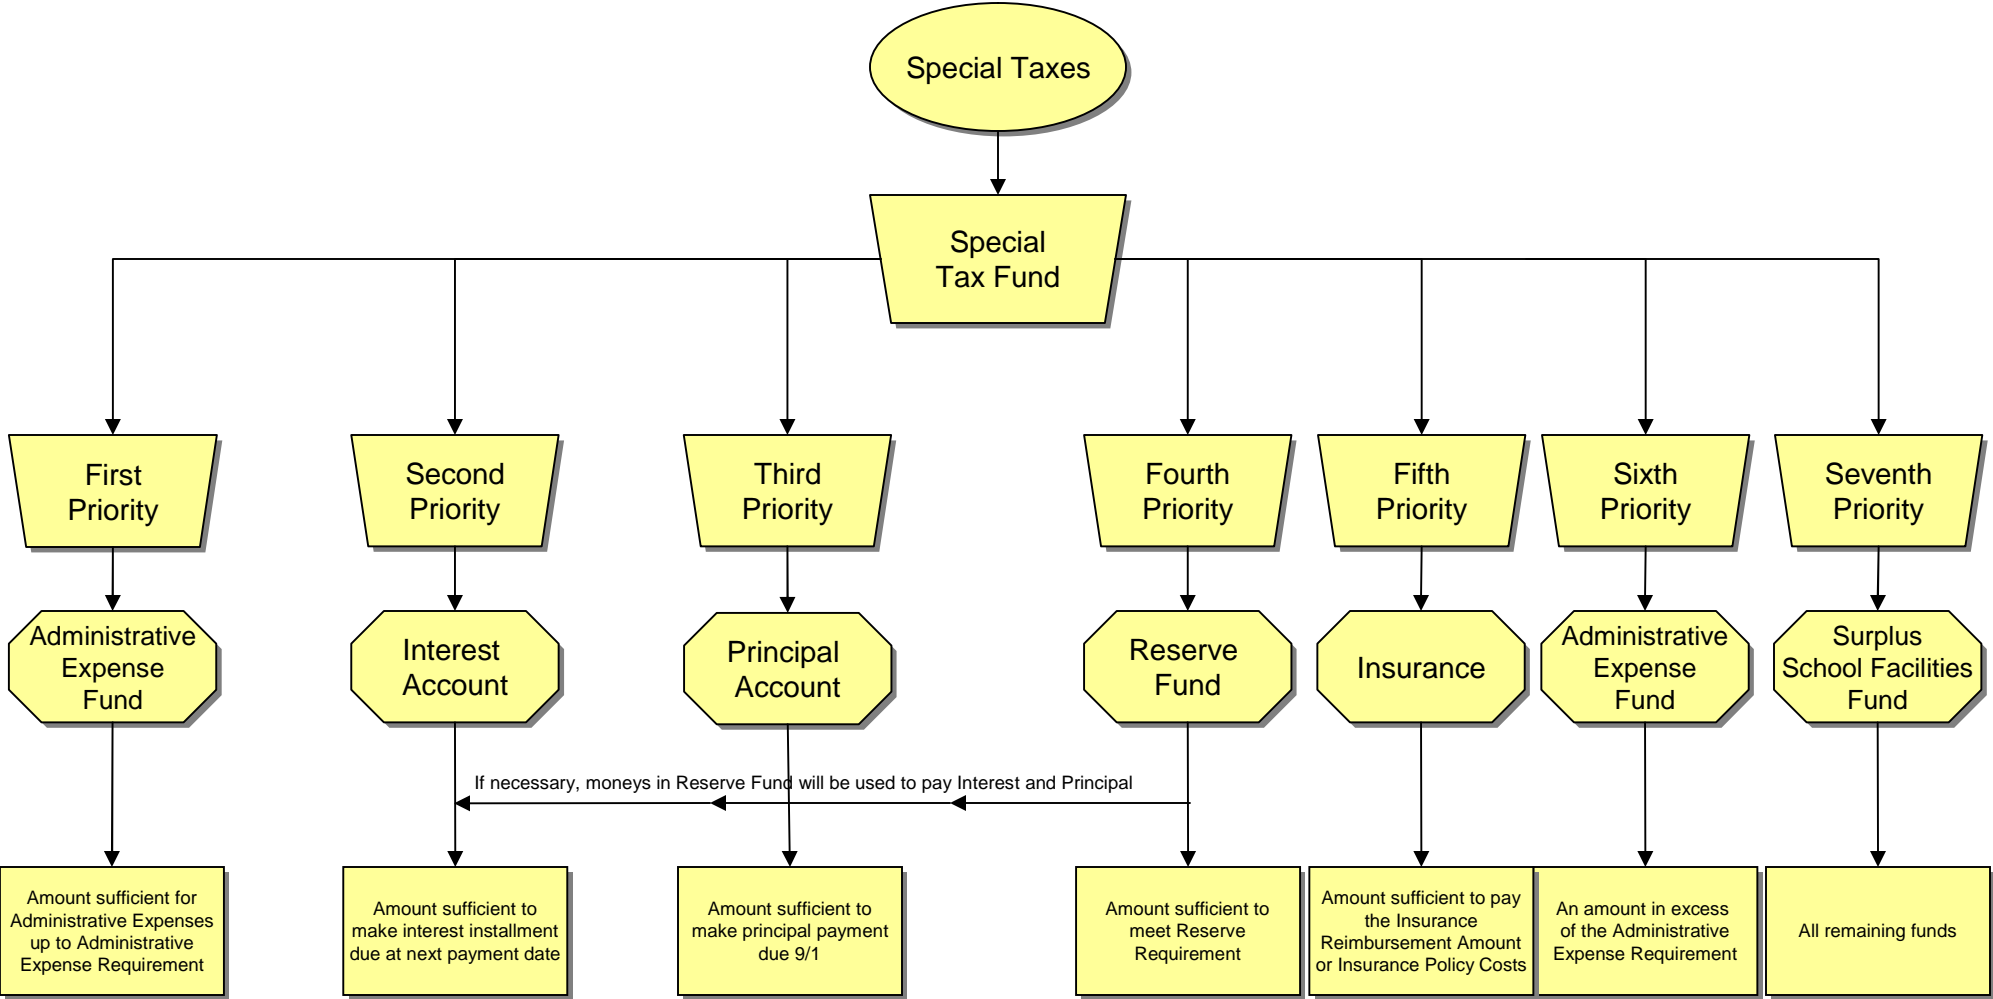 Special Taxes
Special
Tax Fund
First
Priority
Second
Priority
Third
Priority
Fourth
Priority
Fifth
Priority
Sixth
Priority
Seventh
Priority
Administrative
Expense
Fund
Interest
Account
Principal
Account
Reserve
Fund
Insurance
Administrative
Expense
Fund
Surplus
School Facilities
Fund
If necessary, moneys in Reserve Fund will be used to pay Interest and Principal
Amount sufficient for
Administrative Expenses
up to Administrative
Expense Requirement
Amount sufficient to
make interest installment
due at next payment date
Amount sufficient to
make principal payment
due 9/1
Amount sufficient to
meet Reserve
Requirement
Amount sufficient to pay
the Insurance
Reimbursement Amount
or Insurance Policy Costs
An amount in excess
of the Administrative
Expense Requirement
All remaining funds